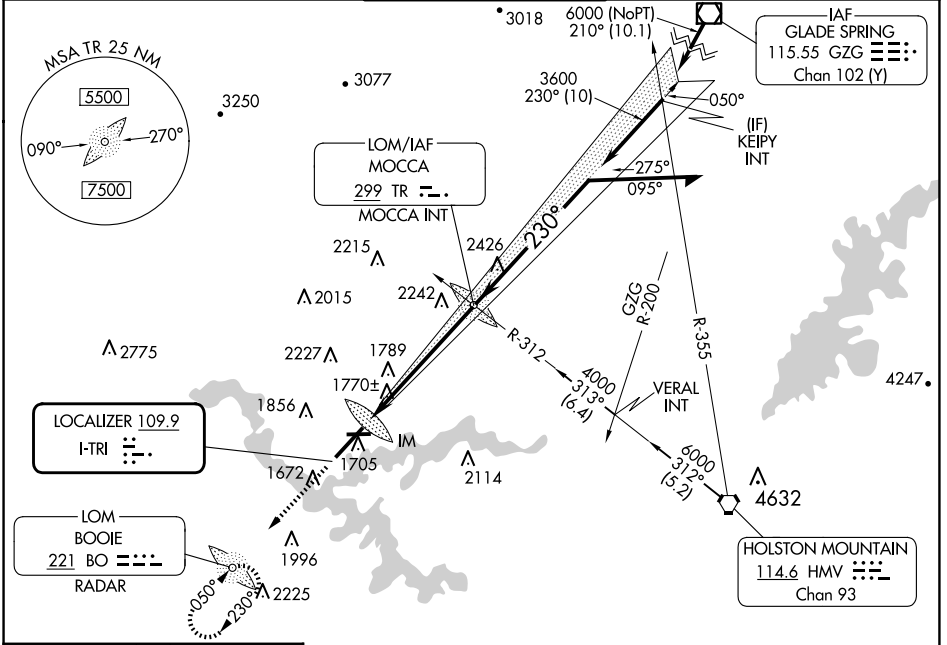 3018
6000 (NoPT)
210° (10.1)
IAF
GLADE SPRING
115.55 GZG
Chan 102 (Y)
MSA TR 25 NM
5500
090°
270°
7500
3250
3077
3600
230° (10)
050°
(IF)
KEIPY
INT
LOM/IAF
MOCCA
299 TR
MOCCA INT
275°
095°
230°
2215
2426
2015
2242
R-312
GZG
R-200
R-355
2775
2227
1789
1770±
4000
313°
(6.4)
VERAL
INT
4247
1856
LOCALIZER 109.9
I-TRI
IM
1705
1672
2114
6000
312°
(5.2)
4632
LOM
BOOIE
221 BO
RADAR
1996
050°
230°
2225
HOLSTON MOUNTAIN
114.6 HMV
Chan 93